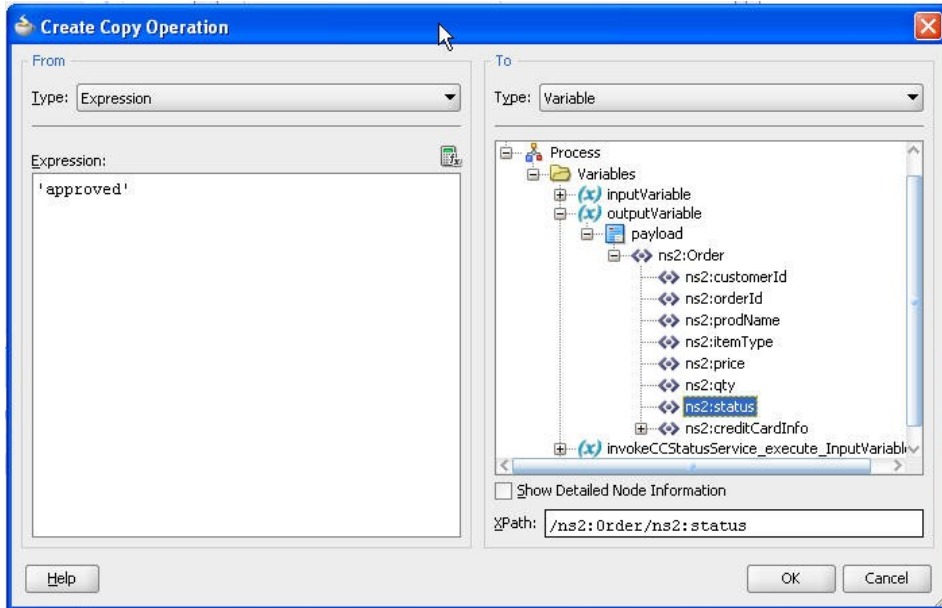 Create Copy Operation
From
Type: Expression
Expression:
'approved'
To
Type: Variable
Process
Variables
inputVariable
outputVariable
payload
ns2:Order
ns2:customerId
ns2:orderId
ns2:prodName
ns2:itemType
ns2:price
ns2:qty
ns2:status
ns2:creditCardInfo
invokeCCStatusService_execute_InputVariable
Show Detailed Node Information
XPath: /ns2:Order/ns2:status
Help
OK
Cancel